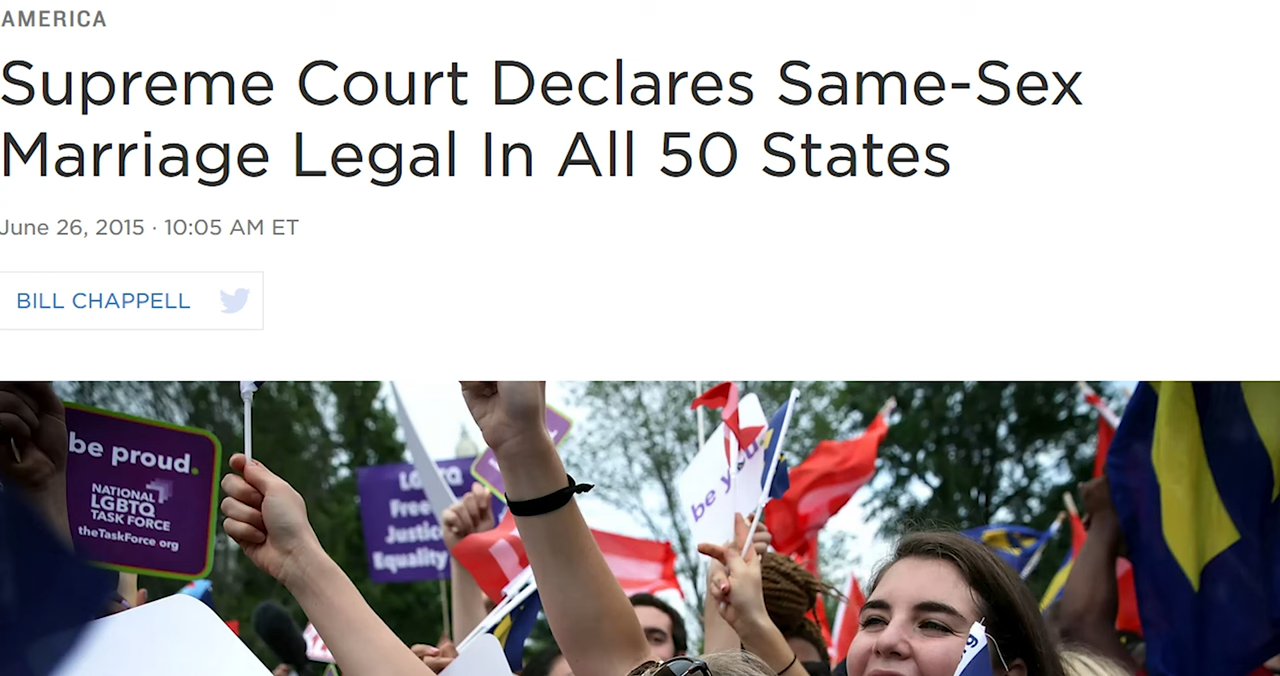 AMERICA
Supreme Court Declares Same-Sex
Marriage Legal In All 50 States
June 26, 2015 · 10:05 AM ET
BILL CHAPPELL
be proud.
NATIONAL
LGBTQ
TASK FORCE
theTaskForce org
Justice
Equality
be you